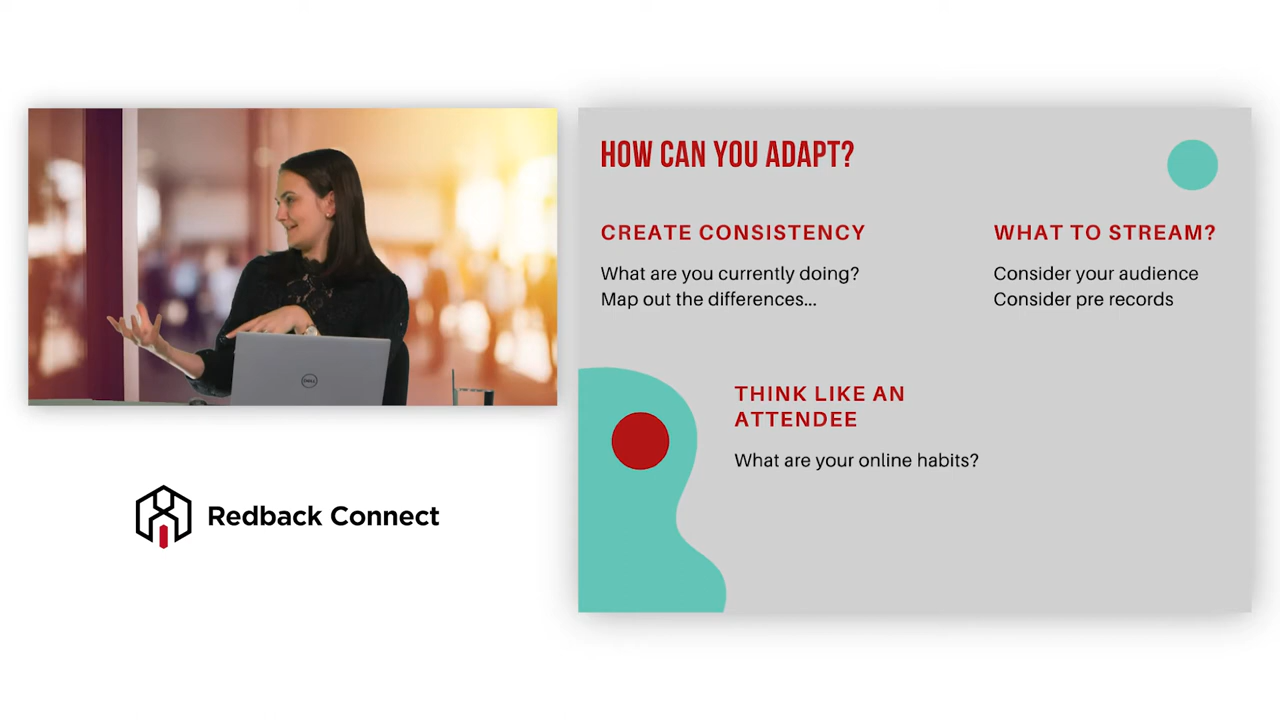 HOW CAN YOU ADAPT?
CREATE CONSISTENCY
What are you currently doing?
Map out the differences...
WHAT TO STREAM?
Consider your audience
Consider pre records
THINK LIKE AN
ATTENDEE
What are your online habits?
DELL
Redback Connect